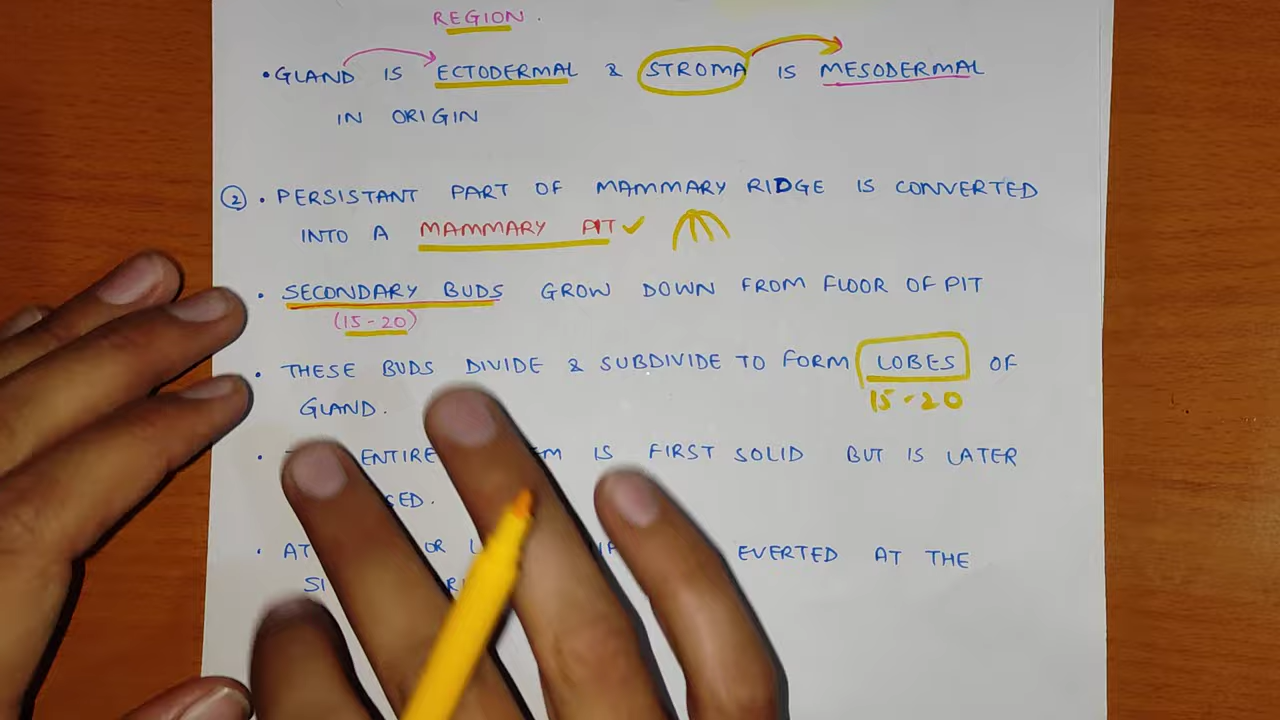 REGION.
• GLAND IS ECTODERMAL & STROMA IS MESODERMAL
IN ORIGIN
② • PERSISTANT PART OF MAMMARY RIDGE IS CONVERTED
INTO A MAMMARY PIT ✓
• SECONDARY BUDS GROW DOWN FROM FLOOR OF PIT
(15-20)
• THESE BUDS DIVIDE & SUBDIVIDE TO FORM LOBES OF
15-20
GLAND.
• ENTIRE IS FIRST SOLID BUT IS LATER
• AT OR EVERTED AT THE